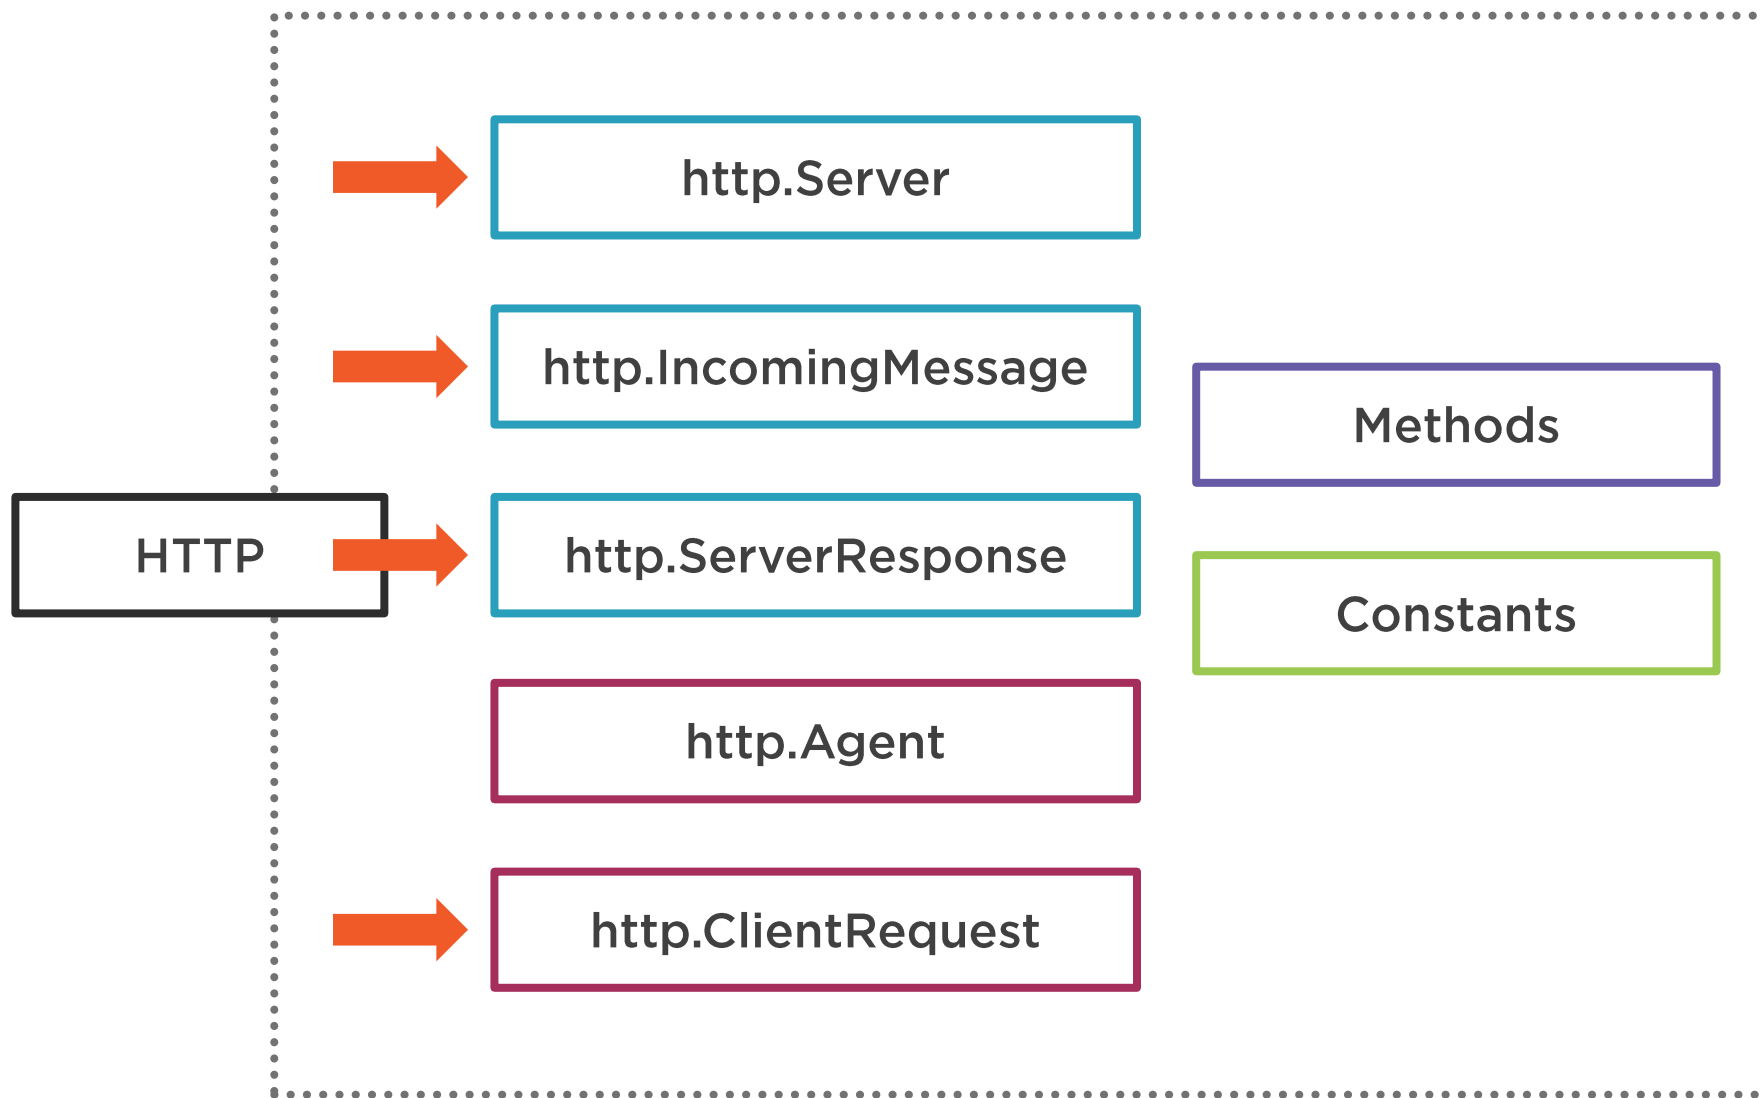 http.Server
http.IncomingMessage
Methods
HTTP
http.ServerResponse
Constants
http.Agent
http.ClientRequest